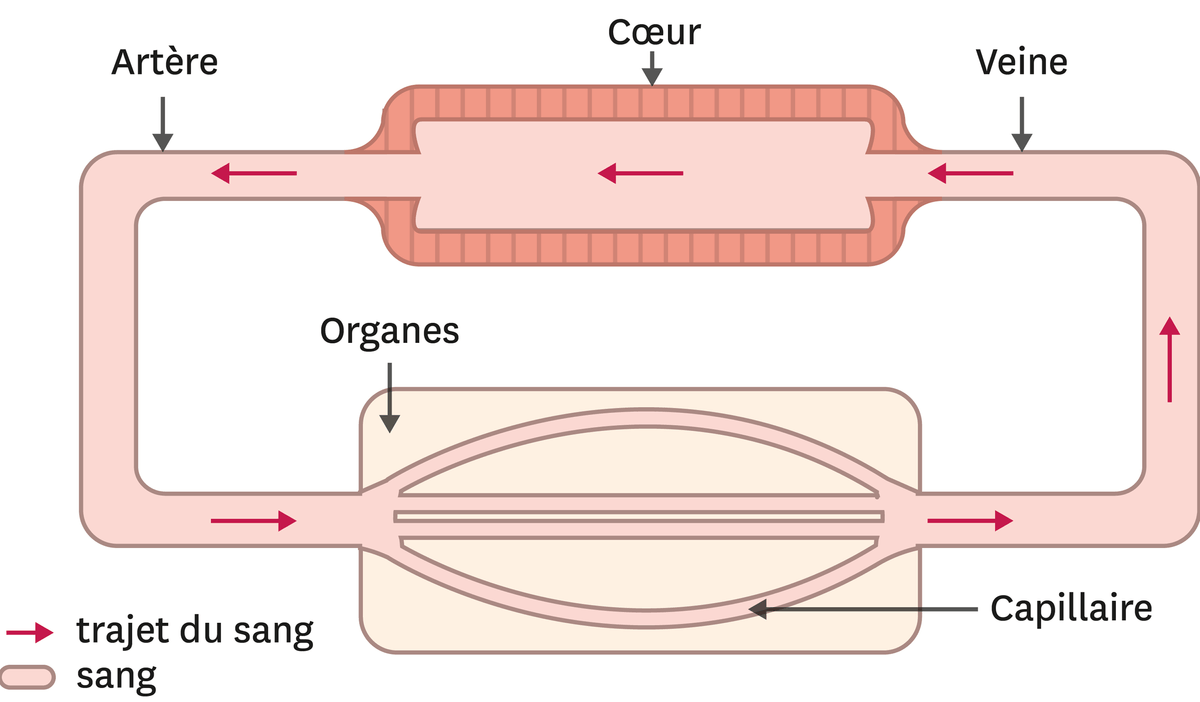 Cœur
Artère
Veine
Organes
Capillaire
trajet du sang
sang